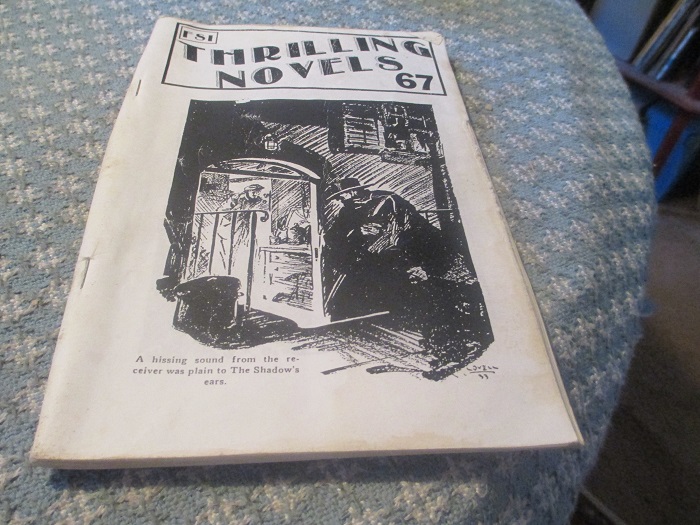 FSI
THRILLING
NOVELS
67
A hissing sound from the re-
ceiver was plain to The Shadow's
ears.